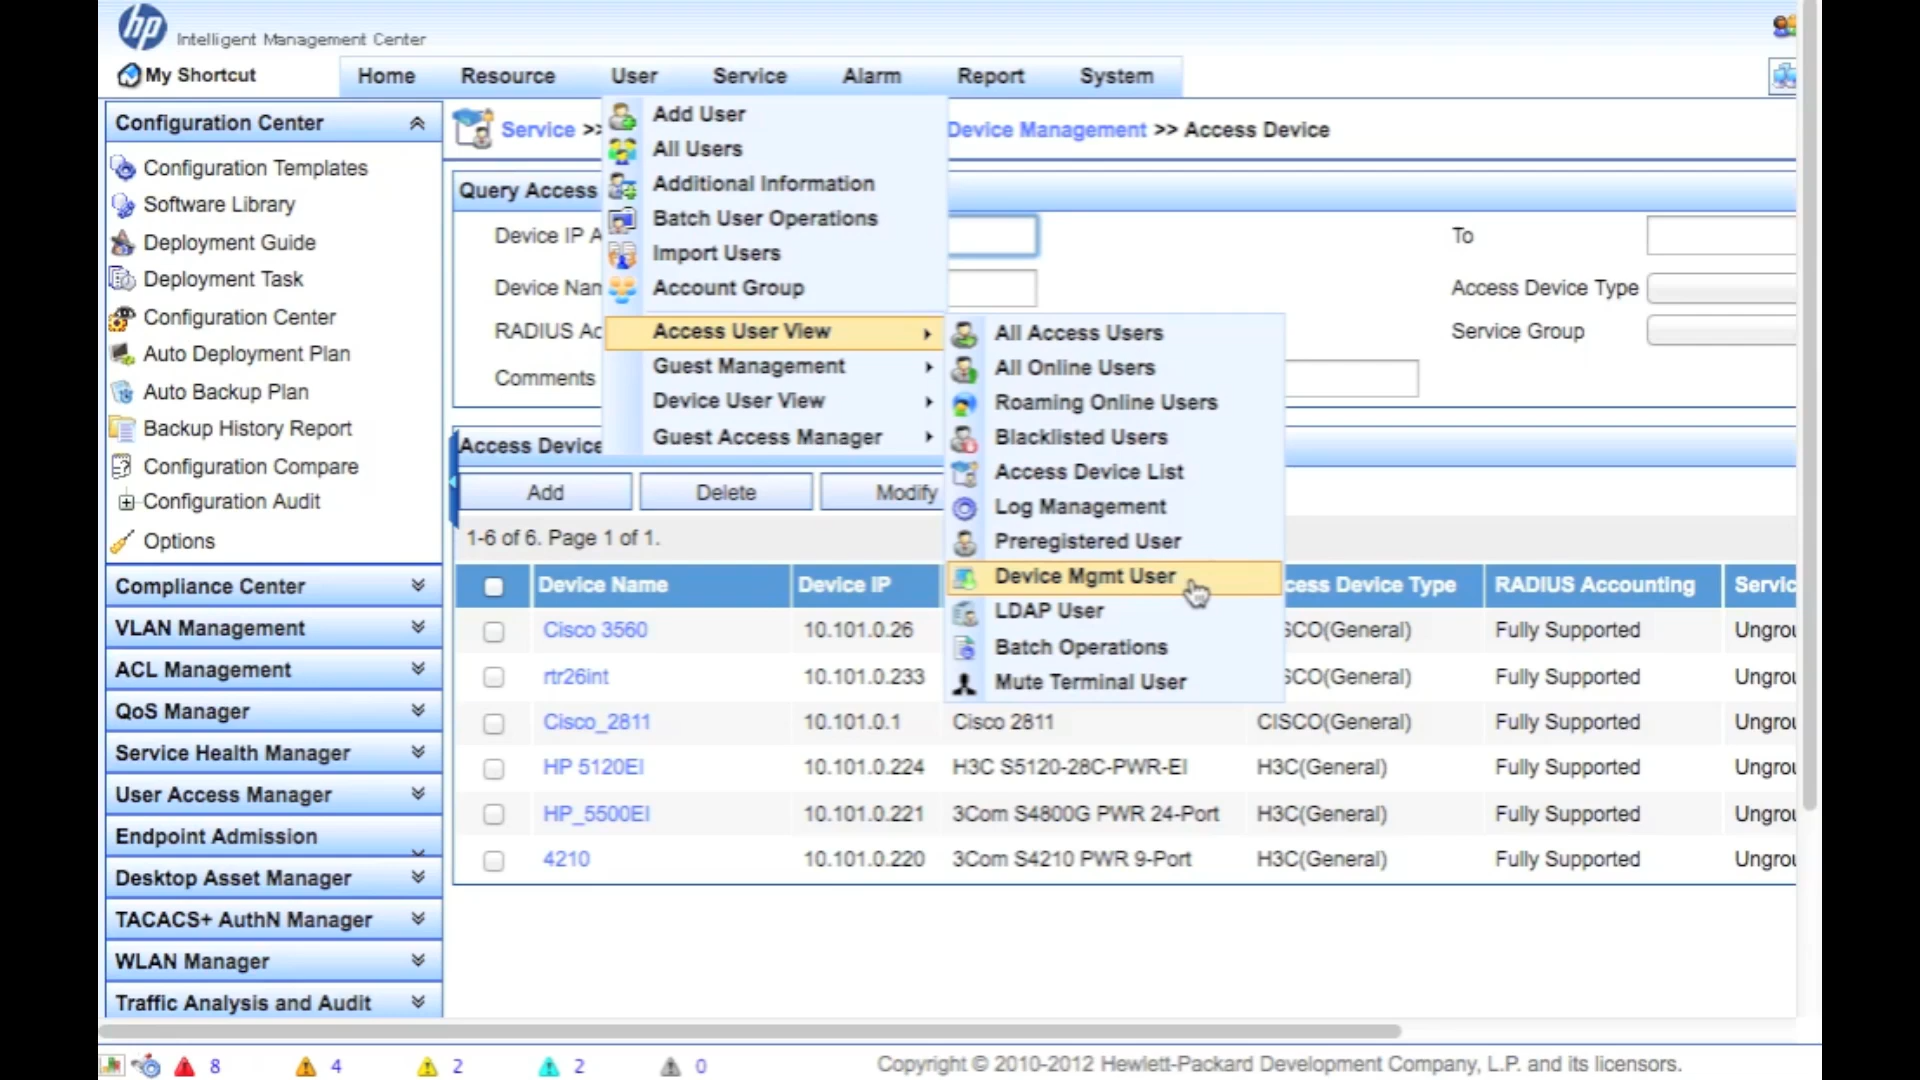 hp
Intelligent Management Center
My Shortcut
Home Resource User Service Alarm Report System
Configuration Center
Configuration Templates
Software Library
Deployment Guide
Deployment Task
Configuration Center
Auto Deployment Plan
Auto Backup Plan
Backup History Report
Configuration Compare
Configuration Audit
Options
Compliance Center
VLAN Management
ACL Management
QoS Manager
Service Health Manager
User Access Manager
Endpoint Admission
Desktop Asset Manager
TACACS+ AuthN Manager
WLAN Manager
Traffic Analysis and Audit
Service >> Device Management >> Access Device
Add User
All Users
Additional Information
Batch User Operations
Import Users
Account Group
Access User View
Guest Management
Device User View
Guest Access Manager
All Access Users
All Online Users
Roaming Online Users
Blacklisted Users
Access Device List
Log Management
Preregistered User
Device Mgmt User
LDAP User
Batch Operations
Mute Terminal User
Query Access
Device IP A To
Device Nan Access Device Type
RADIUS Ac Service Group
Comments
Access Device
Add Delete Modify
1-6 of 6. Page 1 of 1.
Device Name Device IP cess Device Type RADIUS Accounting Servic
Cisco 3560 10.101.0.26 SCO(General) Fully Supported Ungrou
rtr26int 10.101.0.233 SCO(General) Fully Supported Ungrou
Cisco_2811 10.101.0.1 Cisco 2811 CISCO(General) Fully Supported Ungrou
HP 5120EI 10.101.0.224 H3C S5120-28C-PWR-EI H3C(General) Fully Supported Ungrou
HP_5500EI 10.101.0.221 3Com S4800G PWR 24-Port H3C(General) Fully Supported Ungrou
4210 10.101.0.220 3Com S4210 PWR 9-Port H3C(General) Fully Supported Ungrou
8 4 2 2 0 Copyright © 2010-2012 Hewlett-Packard Development Company, L.P. and its licensors.